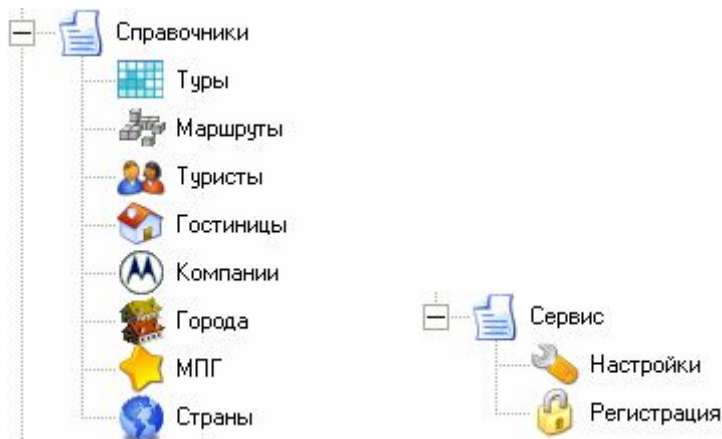 Справочники
Туры
Маршруты
Туристы
Гостиницы
Компании
Города
МПГ
Страны
Сервис
Настройки
Регистрация